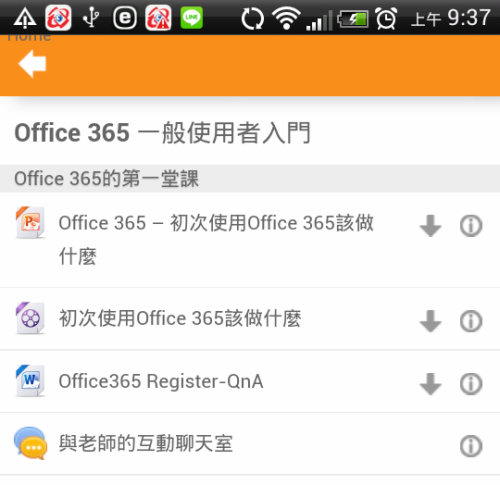 上午 9:37
Home
Office 365 一般使用者入門
Office 365的第一堂課
Office 365 – 初次使用Office 365該做
什麼
初次使用Office 365該做什麼
Office365 Register-QnA
與老師的互動聊天室